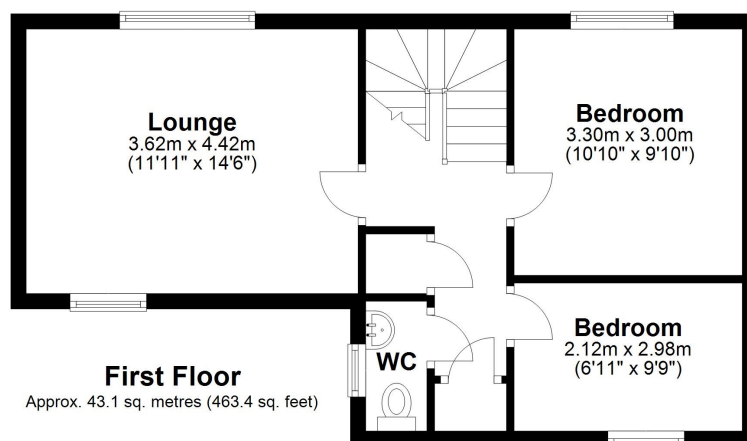 Lounge
3.62m x 4.42m
(11'11" x 14'6")
Bedroom
3.30m x 3.00m
(10'10" x 9'10")
Bedroom
2.12m x 2.98m
(6'11" x 9'9")
WC
First Floor
Approx. 43.1 sq. metres (463.4 sq. feet)